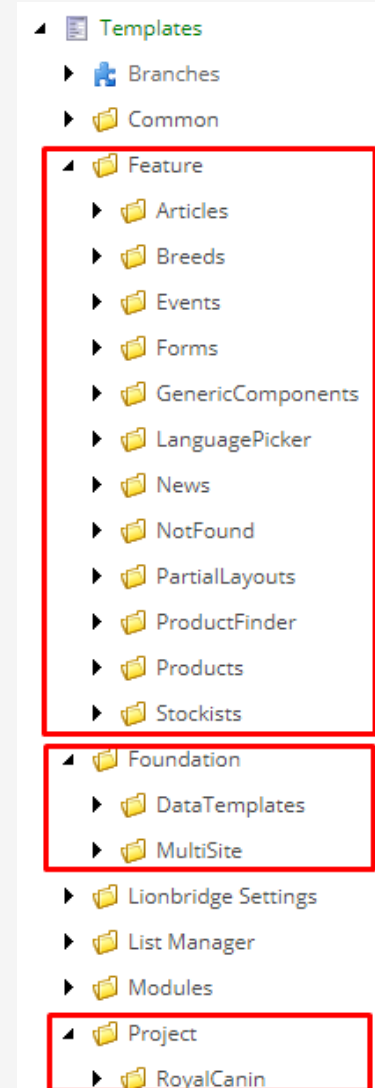 Templates
Branches
Common
Feature
Articles
Breeds
Events
Forms
GenericComponents
LanguagePicker
News
NotFound
PartialLayouts
ProductFinder
Products
Stockists
Foundation
DataTemplates
MultiSite
Lionbridge Settings
List Manager
Modules
Project
RoyalCanin